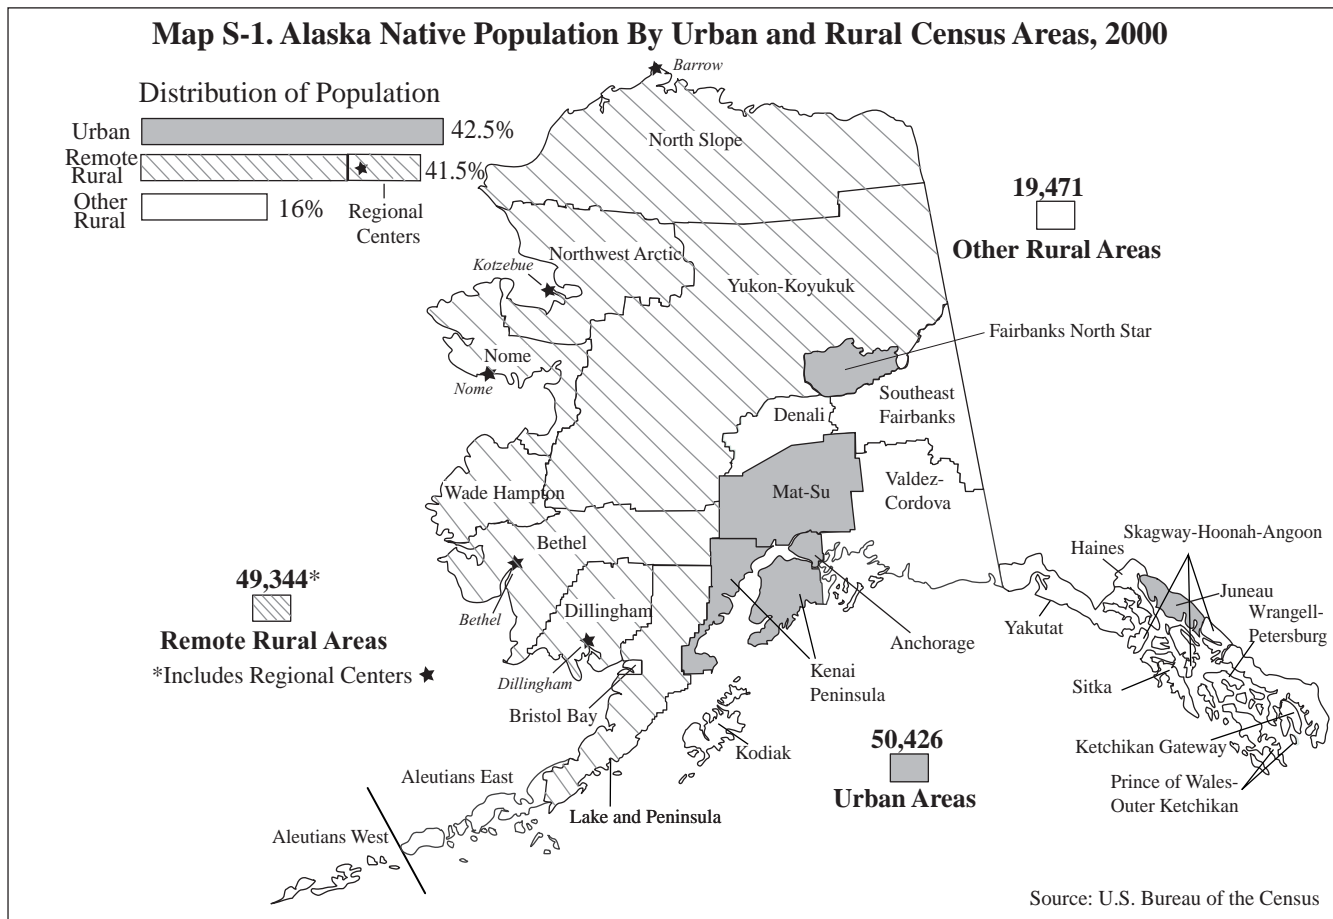 Map S-1. Alaska Native Population By Urban and Rural Census Areas, 2000
Distribution of Population
Urban
42.5%
Remote
Rural
41.5%
Other
Rural
16%
Regional
Centers
Barrow
North Slope
19,471
Other Rural Areas
Northwest Arctic
Kotzebue
Yukon-Koyukuk
Fairbanks North Star
Nome
Nome
Southeast
Fairbanks
Denali
Wade Hampton
Mat-Su
Valdez-
Cordova
Bethel
Skagway-Hoonah-Angoon
Haines
Juneau
Wrangell-
Petersburg
49,344*
Remote Rural Areas
*Includes Regional Centers ★
Bethel
Dillingham
Dillingham
Yakutat
Anchorage
Kenai
Peninsula
Sitka
Bristol Bay
Kodiak
Ketchikan Gateway
Prince of Wales-
Outer Ketchikan
50,426
Urban Areas
Aleutians East
Lake and Peninsula
Aleutians West
Source: U.S. Bureau of the Census